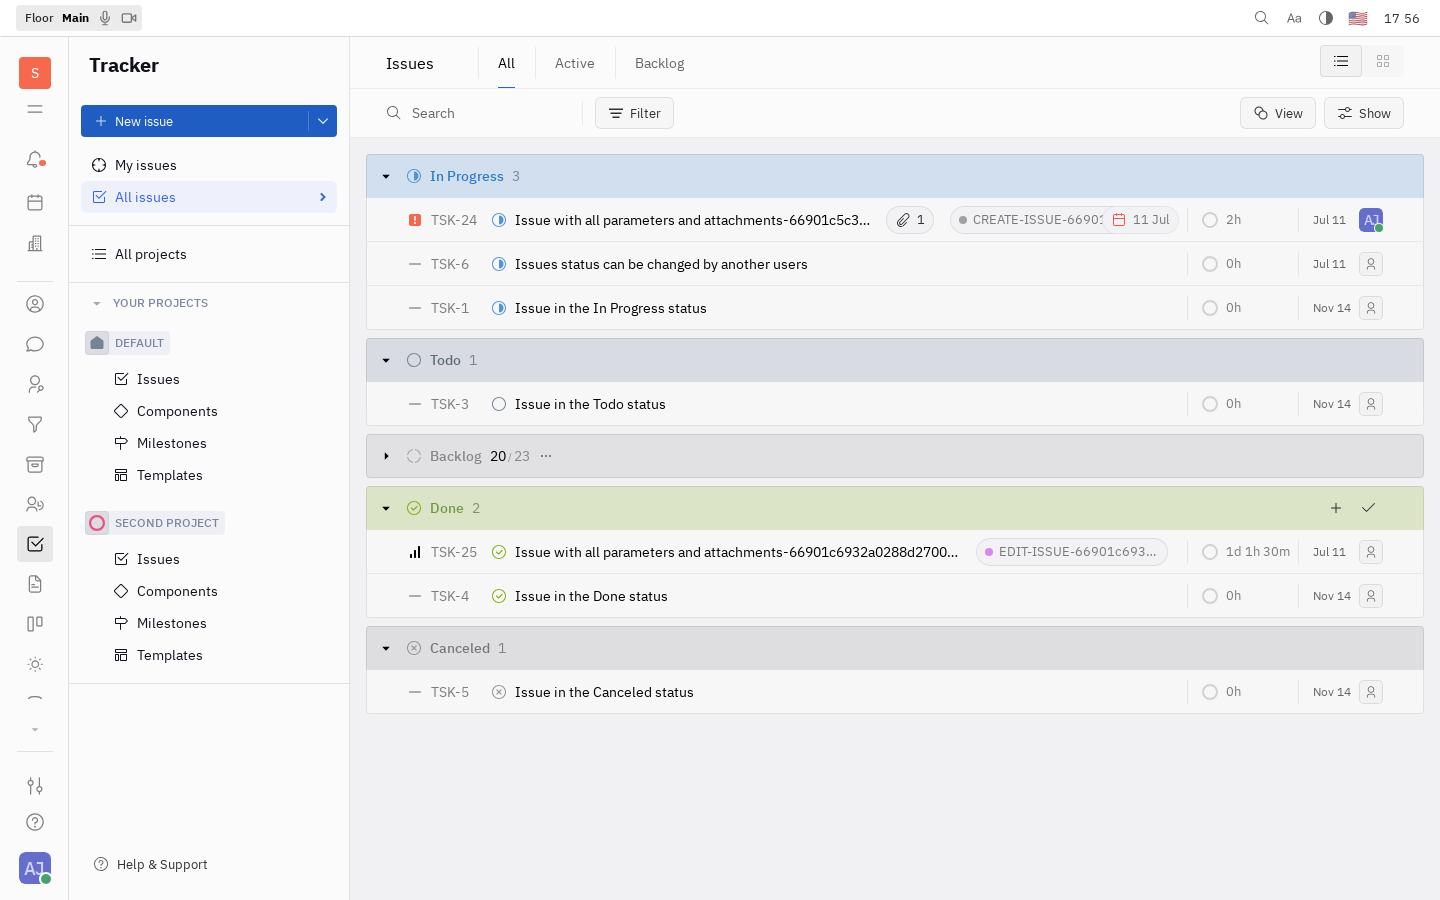 Floor Main
Aa
17 56
S
Tracker
New issue
My issues
All issues
All projects
YOUR PROJECTS
DEFAULT
Issues
Components
Milestones
Templates
SECOND PROJECT
Issues
Components
Milestones
Templates
Help & Support
AJ
Issues
All
Active
Backlog
Search
Filter
View
Show
In Progress 3
TSK-24 Issue with all parameters and attachments-66901c5c3... 1 CREATE-ISSUE-66901 11 Jul 2h Jul 11 AJ
TSK-6 Issues status can be changed by another users 0h Jul 11
TSK-1 Issue in the In Progress status 0h Nov 14
Todo 1
TSK-3 Issue in the Todo status 0h Nov 14
Backlog 20/23 ...
Done 2
TSK-25 Issue with all parameters and attachments-66901c6932a0288d2700... EDIT-ISSUE-66901c693... 1d 1h 30m Jul 11
TSK-4 Issue in the Done status 0h Nov 14
Canceled 1
TSK-5 Issue in the Canceled status 0h Nov 14